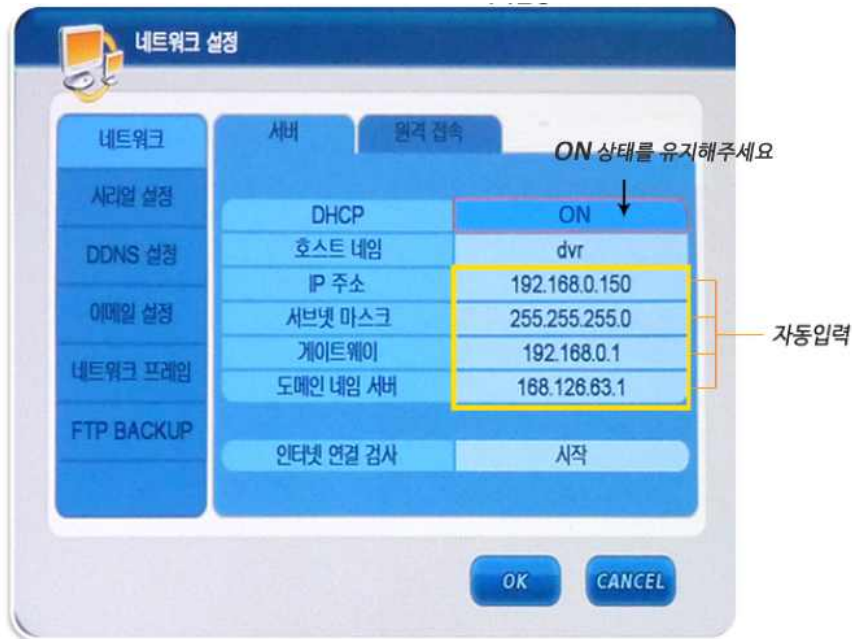 네트워크 설정
네트워크
시리얼 설정
DDNS 설정
이메일 설정
네트워크 프레임
FTP BACKUP
서버
원격 접속
ON 상태를 유지해주세요
DHCP ON
호스트 네임 dvr
IP 주소 192.168.0.150
서브넷 마스크 255.255.255.0
게이트웨이 192.168.0.1
도메인 네임 서버 168.126.63.1
자동입력
인터넷 연결 검사 시작
OK CANCEL